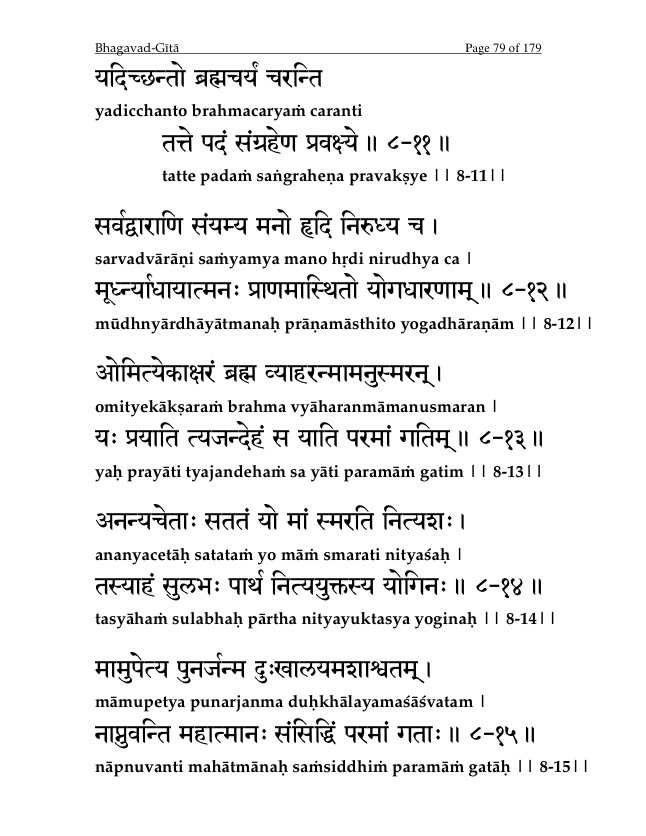 Bhagavad-Gītā Page 79 of 179
यदिच्छन्तो ब्रह्मचर्यं चरन्ति
yadicchanto brahmacaryaṁ caranti
तत्ते पदं संग्रहेण प्रवक्ष्ये ॥ ८-११ ॥
tatte padaṁ saṅgraheṇa pravakṣye || 8-11||
सर्वद्वाराणि संयम्य मनो हृदि निरुध्य च ।
sarvadvārāṇi saṁyamya mano hṛdi nirudhya ca |
मूर्ध्न्याधायात्मनः प्राणमास्थितो योगधारणाम् ॥ ८-१२ ॥
mūdhnyārdhāyātmanaḥ prāṇamāsthito yogadhāraṇām || 8-12||
ओमित्येकाक्षरं ब्रह्म व्याहरन्मामनुस्मरन् ।
omityekākṣaraṁ brahma vyāharanmāmanusmaran |
यः प्रयाति त्यजन्देहं स याति परमां गतिम् ॥ ८-१३ ॥
yaḥ prayāti tyajandehaṁ sa yāti paramāṁ gatim || 8-13||
अनन्यचेताः सततं यो मां स्मरति नित्यशः ।
ananyacetāḥ satataṁ yo māṁ smarati nityaśaḥ |
तस्याहं सुलभः पार्थ नित्ययुक्तस्य योगिनः ॥ ८-१४ ॥
tasyāhaṁ sulabhaḥ pārtha nityayuktasya yoginaḥ || 8-14||
मामुपेत्य पुनर्जन्म दुःखालयमशाश्वतम् ।
māmupetya punarjanma duḥkhālayamaśāśvatam |
नाप्नुवन्ति महात्मानः संसिद्धिं परमां गताः ॥ ८-१५ ॥
nāpnuvanti mahātmānaḥ saṁsiddhiṁ paramāṁ gatāḥ || 8-15||